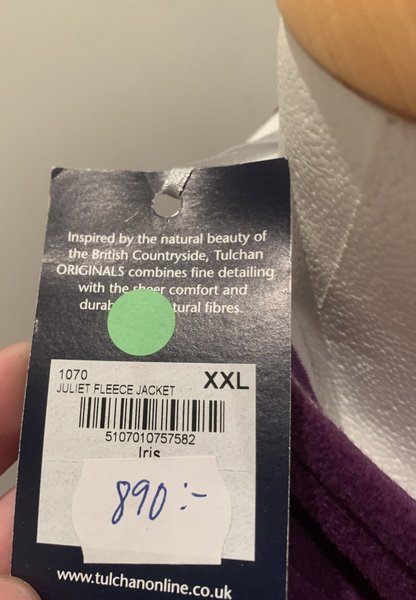 Inspired by the natural beauty of
the British Countryside, Tulchan
ORIGINALS combines fine detailing
with the sheer comfort and
natural fibres.
1070
JULIET FLEECE JACKET XXL
5107010757582
Iris
890:-
www.tulchanonline.co.uk